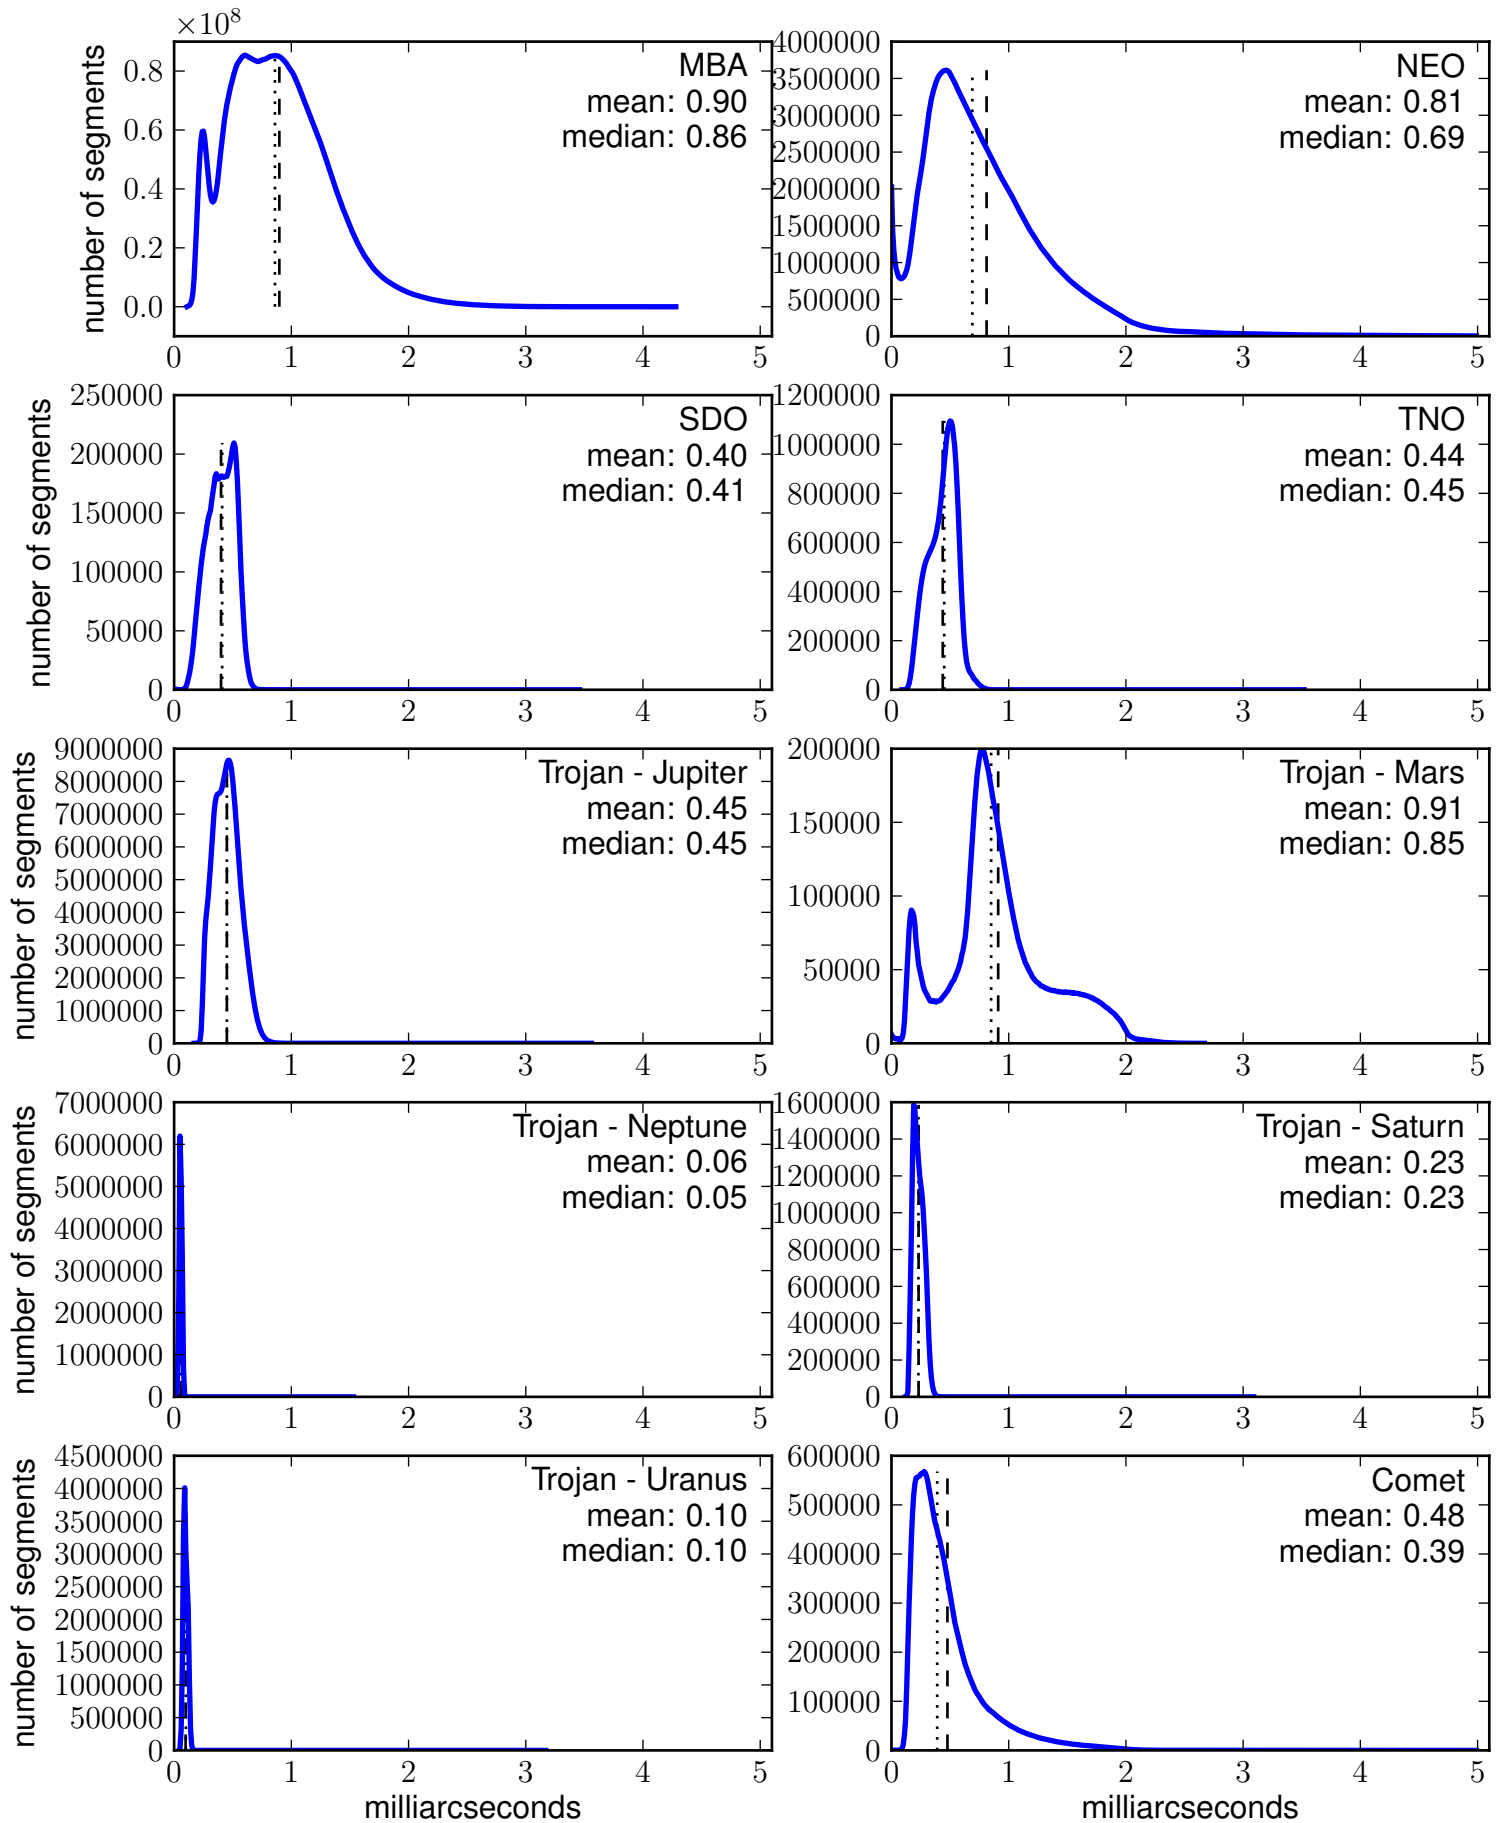 ×10⁸
number of segments
0.8
0.6
0.4
0.2
0.0
MBA
mean: 0.90
median: 0.86
0 1 2 3 4 5
4000000
3500000
3000000
2500000
2000000
1500000
1000000
500000
0
NEO
mean: 0.81
median: 0.69
0 1 2 3 4 5
number of segments
250000
200000
150000
100000
50000
0
SDO
mean: 0.40
median: 0.41
0 1 2 3 4 5
1200000
1000000
800000
600000
400000
200000
0
TNO
mean: 0.44
median: 0.45
0 1 2 3 4 5
number of segments
9000000
8000000
7000000
6000000
5000000
4000000
3000000
2000000
1000000
0
Trojan - Jupiter
mean: 0.45
median: 0.45
0 1 2 3 4 5
200000
150000
100000
50000
0
Trojan - Mars
mean: 0.91
median: 0.85
0 1 2 3 4 5
number of segments
7000000
6000000
5000000
4000000
3000000
2000000
1000000
0
Trojan - Neptune
mean: 0.06
median: 0.05
0 1 2 3 4 5
1600000
1400000
1200000
1000000
800000
600000
400000
200000
0
Trojan - Saturn
mean: 0.23
median: 0.23
0 1 2 3 4 5
number of segments
4500000
4000000
3500000
3000000
2500000
2000000
1500000
1000000
500000
0
Trojan - Uranus
mean: 0.10
median: 0.10
0 1 2 3 4 5
milliarcseconds
600000
500000
400000
300000
200000
100000
0
Comet
mean: 0.48
median: 0.39
0 1 2 3 4 5
milliarcseconds